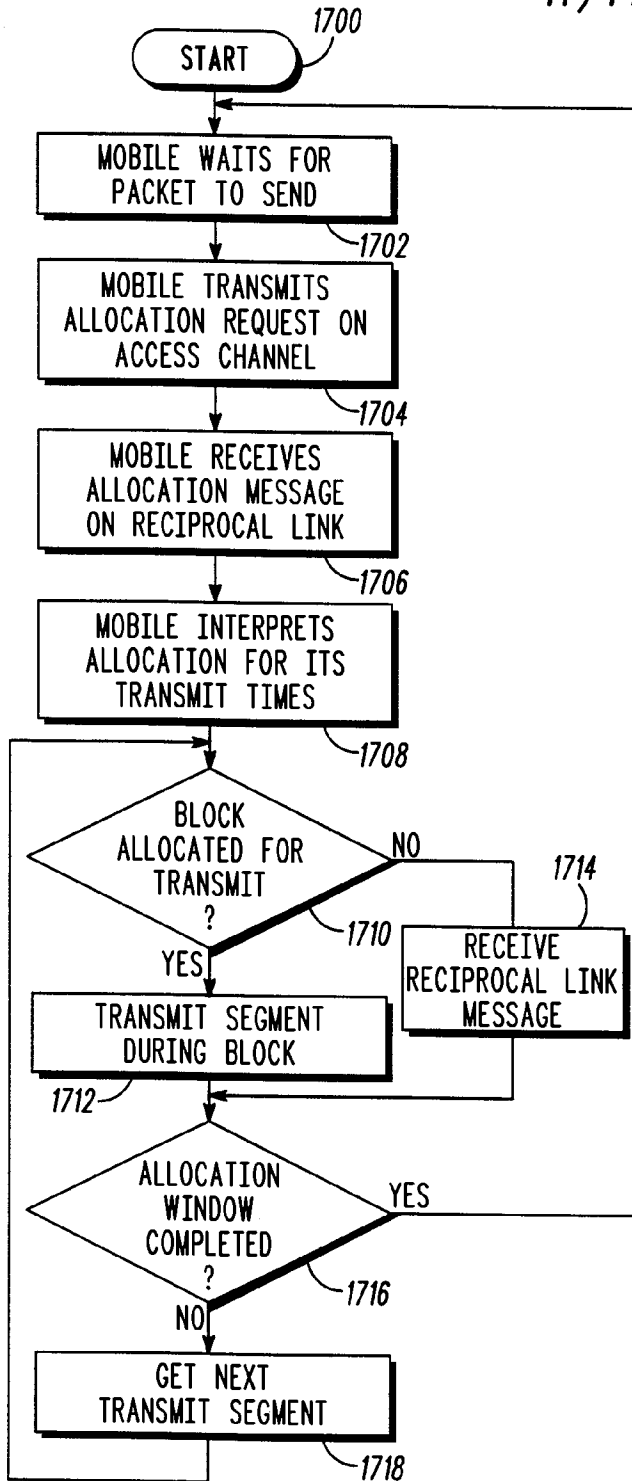 1700
START
MOBILE WAITS FOR
PACKET TO SEND
1702
MOBILE TRANSMITS
ALLOCATION REQUEST ON
ACCESS CHANNEL
1704
MOBILE RECEIVES
ALLOCATION MESSAGE
ON RECIPROCAL LINK
1706
MOBILE INTERPRETS
ALLOCATION FOR ITS
TRANSMIT TIMES
1708
BLOCK
ALLOCATED FOR
TRANSMIT
?
NO
1710
YES
1714
RECEIVE
RECIPROCAL LINK
MESSAGE
TRANSMIT SEGMENT
DURING BLOCK
1712
ALLOCATION
WINDOW
COMPLETED
?
YES
1716
NO
GET NEXT
TRANSMIT SEGMENT
1718